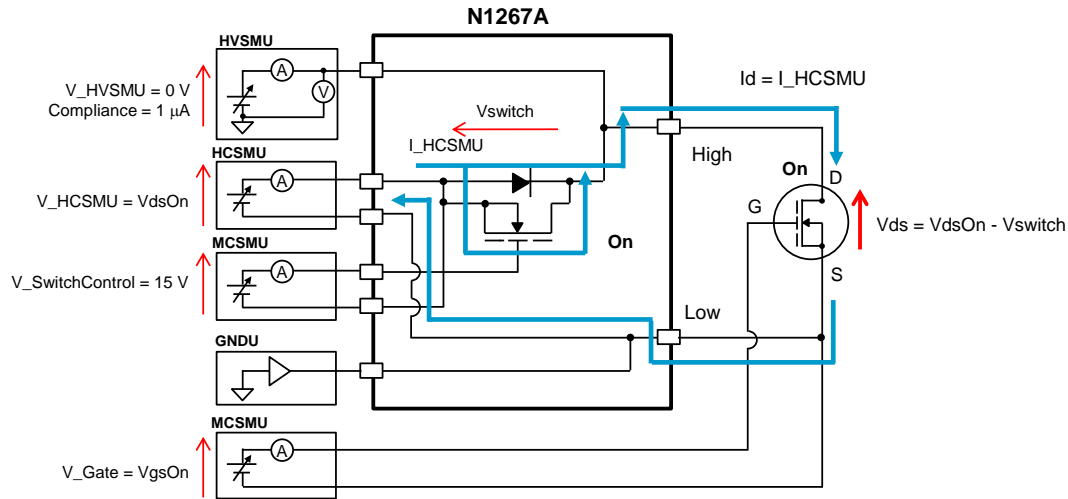 N1267A
HVSMU
A
V
V_HVSMU = 0 V
Compliance = 1 μA
Id = I_HCSMU
Vswitch
I_HCSMU
HCSMU
A
High
On
D
V_HCSMU = VdsOn
G
Vds = VdsOn - Vswitch
On
MCSMU
A
S
V_SwitchControl = 15 V
Low
GNDU
MCSMU
A
V_Gate = VgsOn